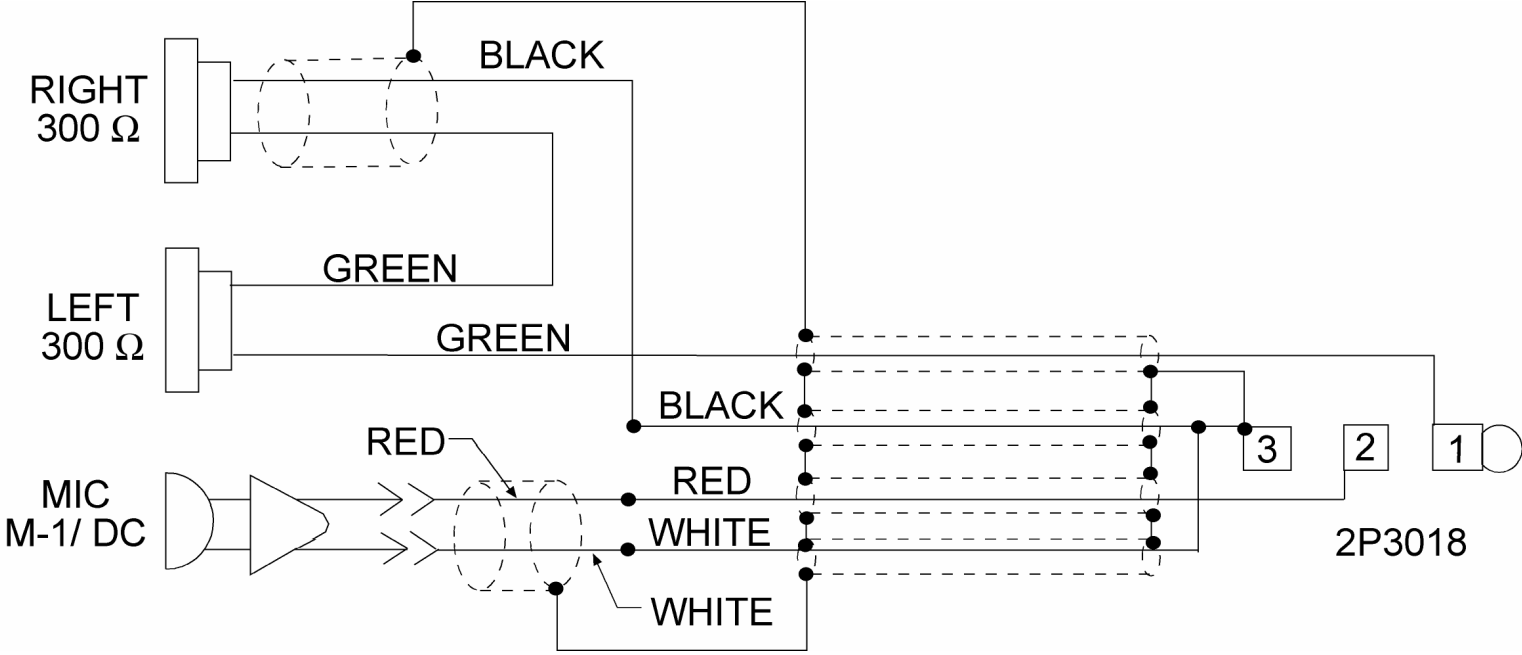 BLACK
RIGHT
300 Ω
GREEN
LEFT
300 Ω
GREEN
BLACK
RED
3
2
1
MIC
M-1/ DC
RED
WHITE
2P3018
WHITE